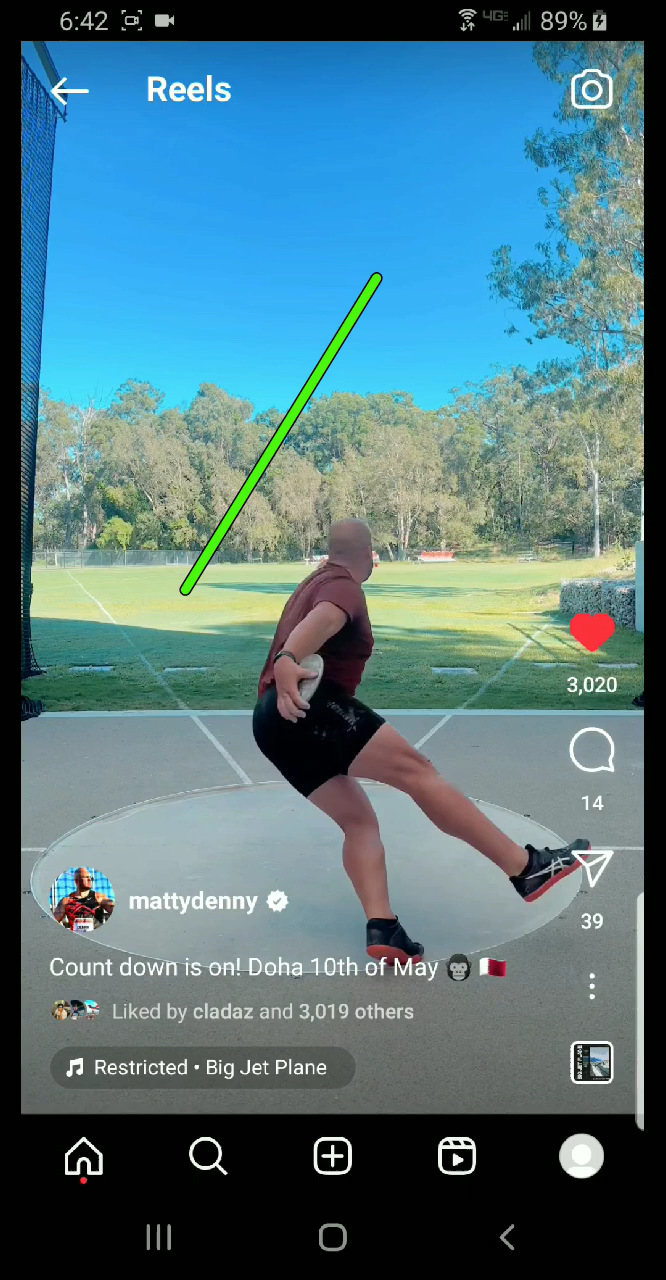 6:42
4GE 89%
Reels
3,020
14
mattydenny
39
Count down is on! Doha 10th of May 🦍 🇶🇦
Liked by cladaz and 3,019 others
Restricted • Big Jet Plane